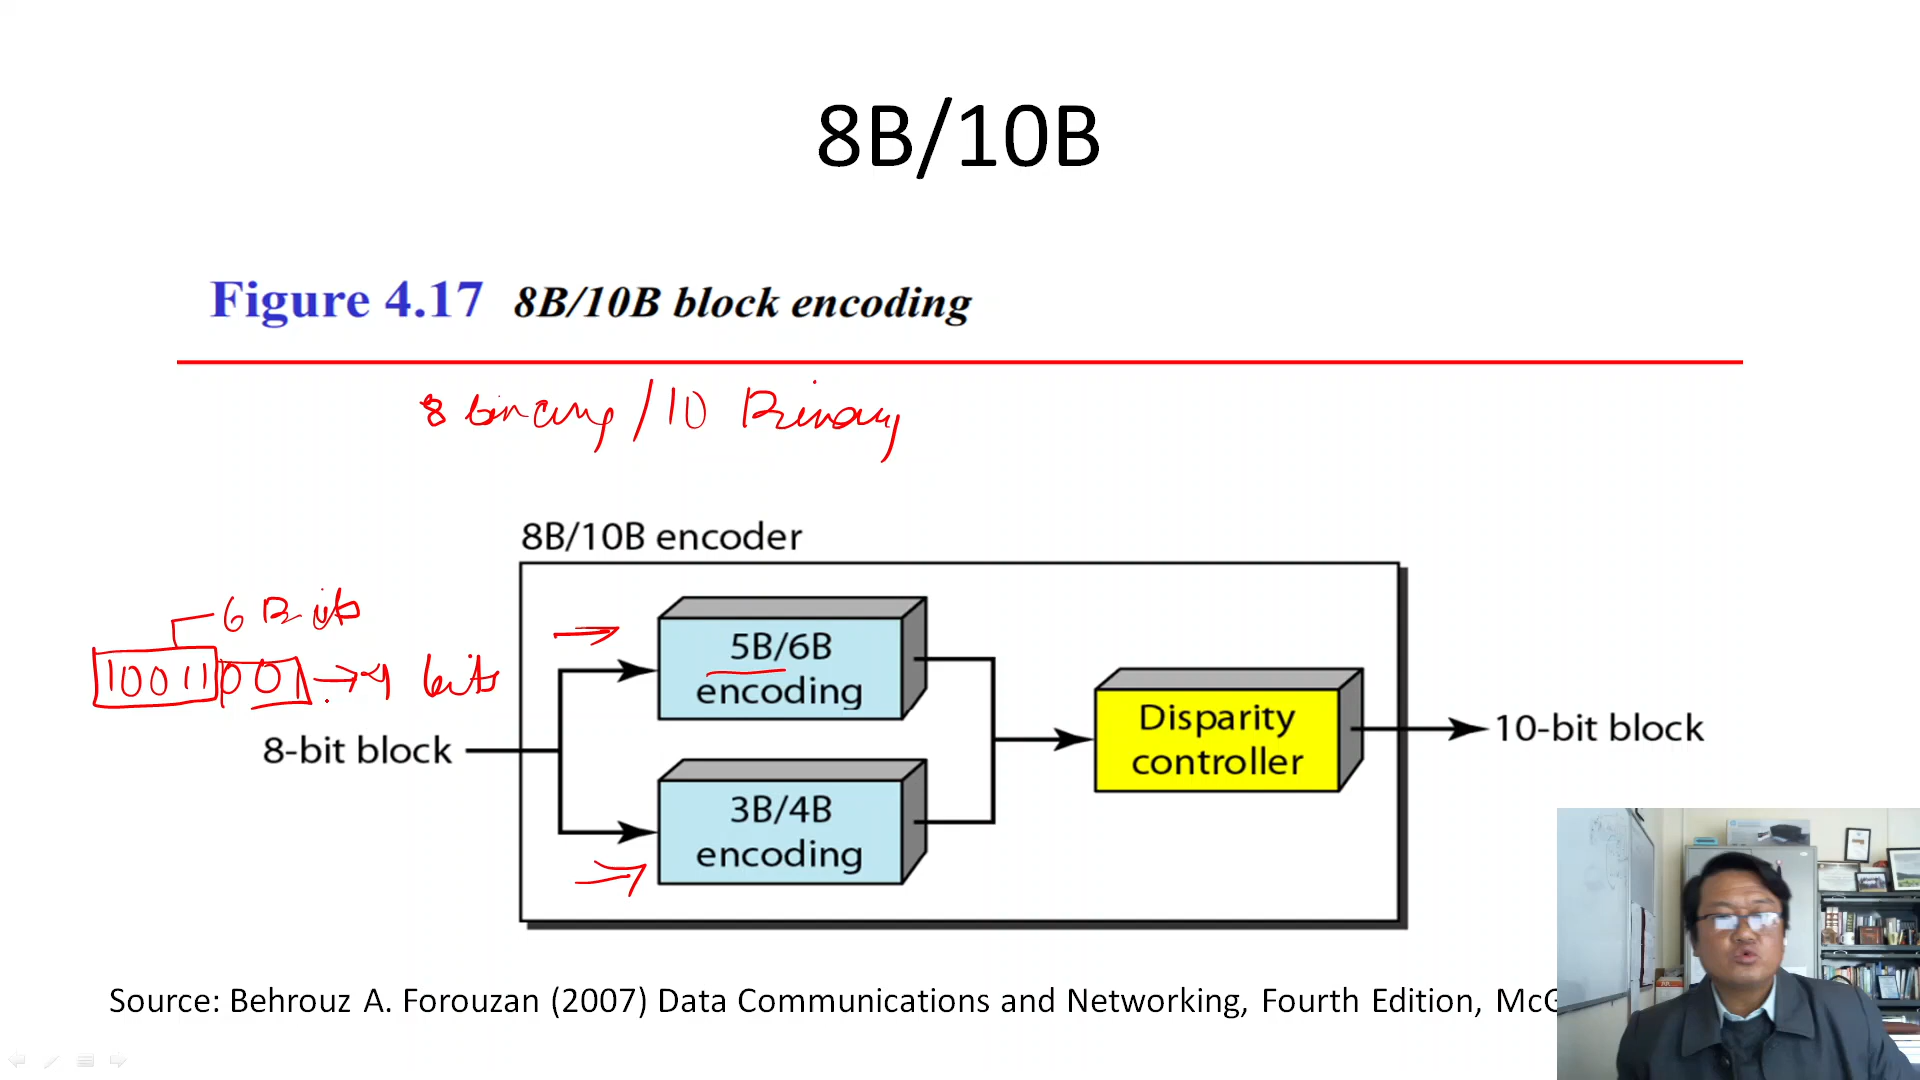 8B/10B
Figure 4.17 8B/10B block encoding
8 binary/10 Binary
8B/10B encoder
6 Bits
10011001 → 4 bits
5B/6B
encoding
8-bit block
3B/4B
encoding
Disparity
controller
10-bit block
Source: Behrouz A. Forouzan (2007) Data Communications and Networking, Fourth Edition, McG